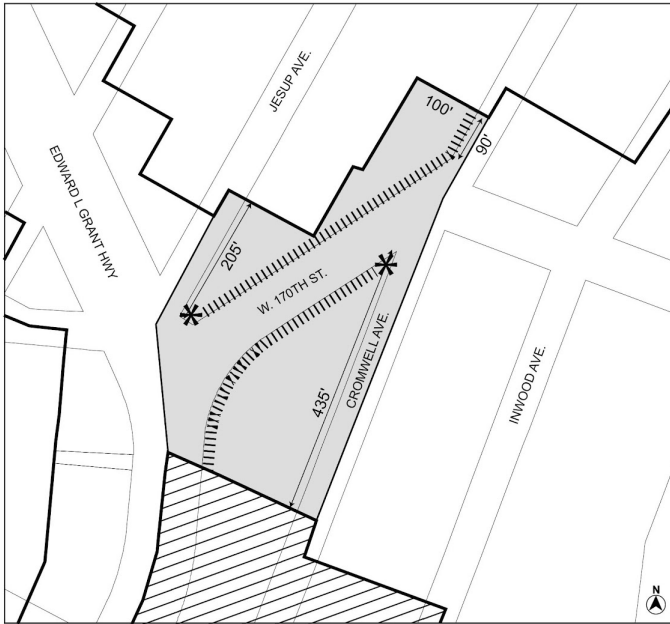 JESUP AVE.
100'
90'
EDWARD L GRANT HWY
205'
W. 170TH ST.
435'
CROMWELL AVE.
INWOOD AVE.
N